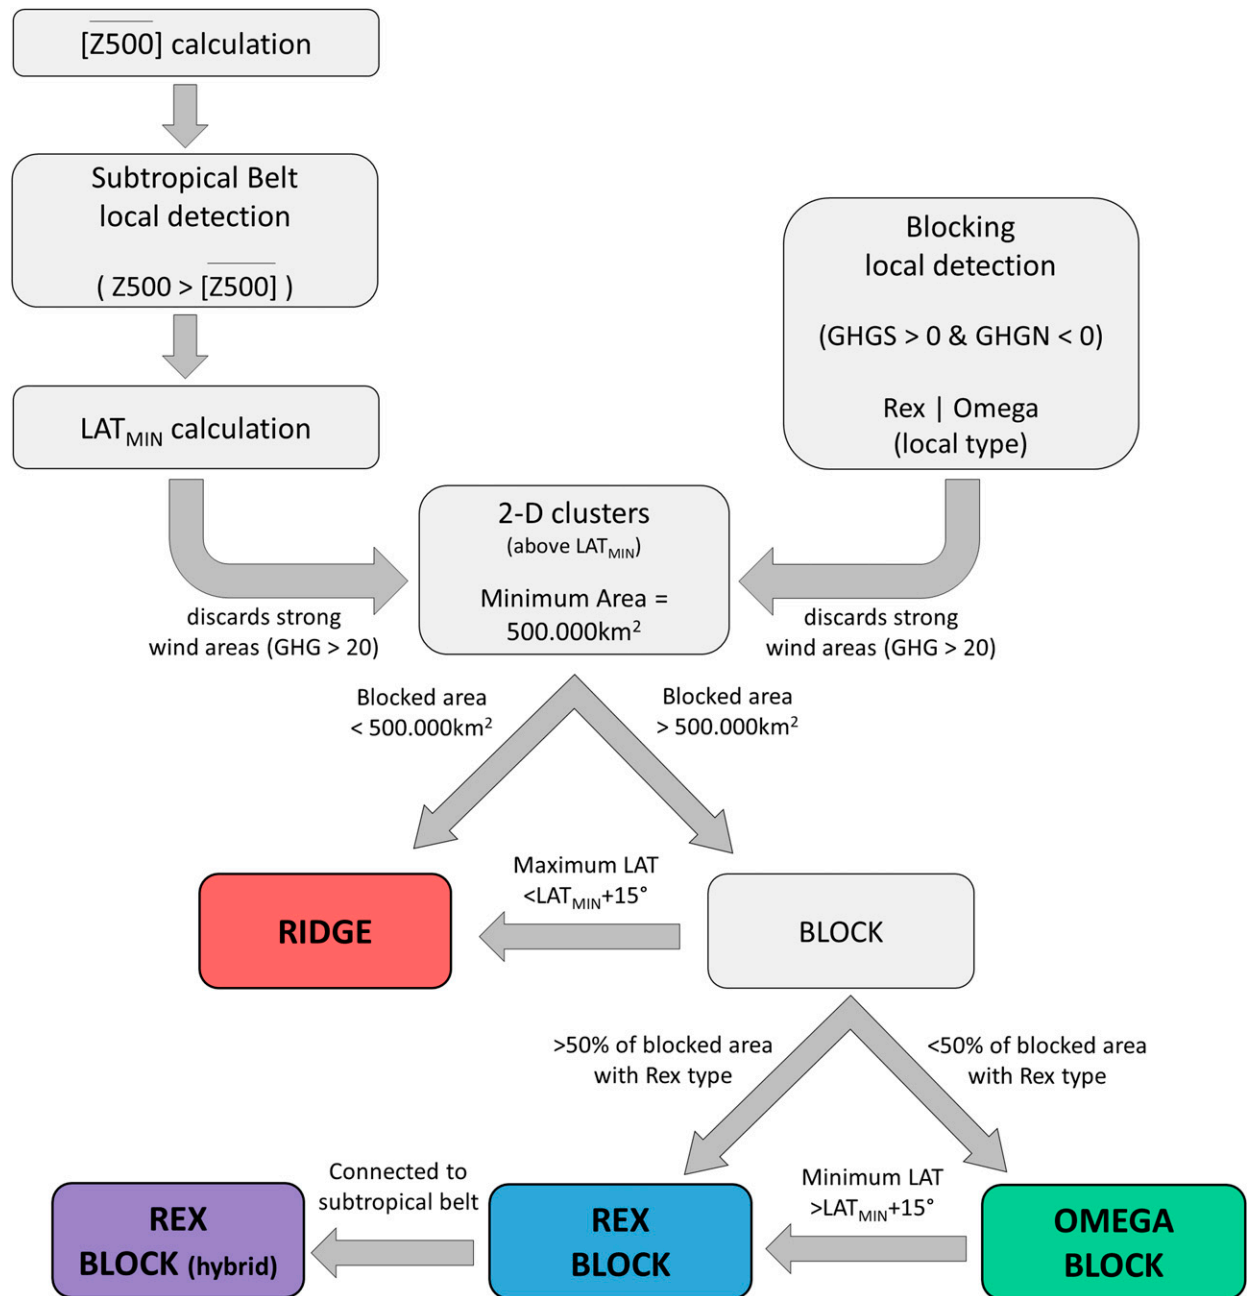 [Z500] calculation
Subtropical Belt
local detection
( Z500 > [Z500] )
LAT_MIN calculation
Blocking
local detection
(GHGS > 0 & GHGN < 0)
Rex | Omega
(local type)
discards strong
wind areas (GHG > 20)
2-D clusters
(above LAT_MIN)
Minimum Area =
500.000km²
discards strong
wind areas (GHG > 20)
Blocked area
< 500.000km²
Blocked area
> 500.000km²
RIDGE
Maximum LAT
<LAT_MIN+15°
BLOCK
>50% of blocked area
with Rex type
<50% of blocked area
with Rex type
REX
BLOCK (hybrid)
Connected to
subtropical belt
REX
BLOCK
Minimum LAT
>LAT_MIN+15°
OMEGA
BLOCK